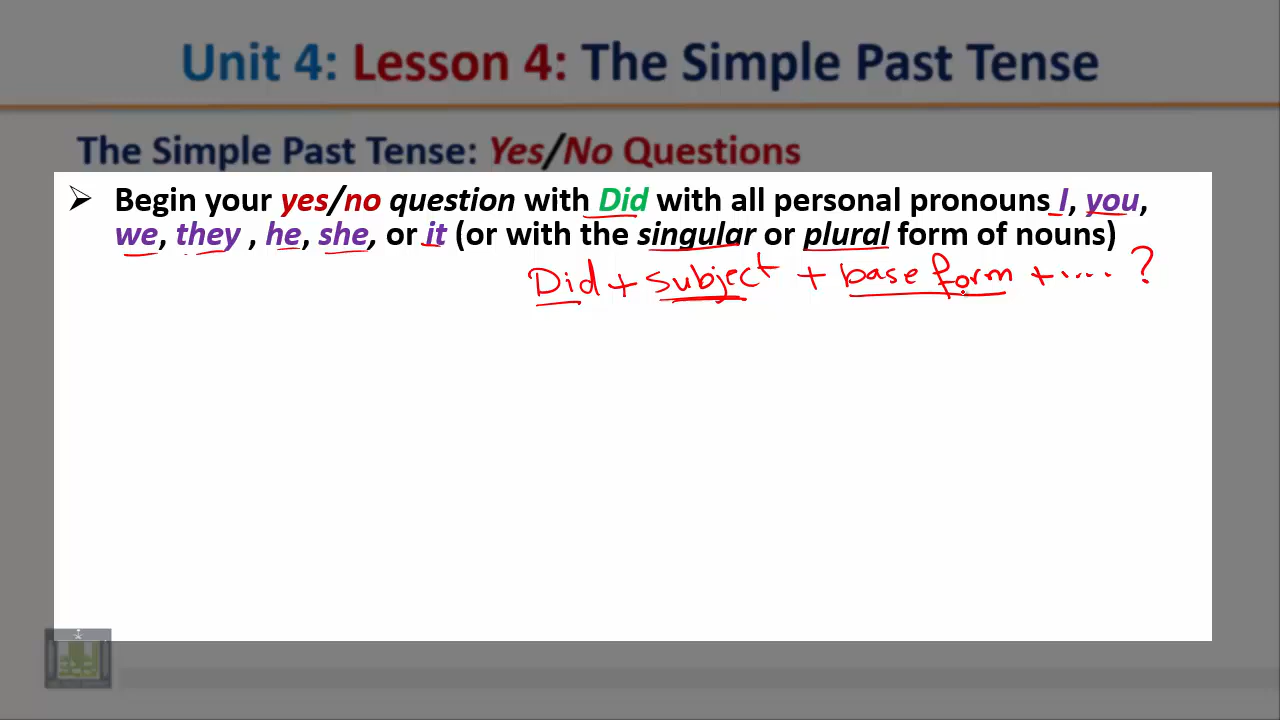 Unit 4: Lesson 4: The Simple Past Tense
The Simple Past Tense: Yes/No Questions
➢ Begin your yes/no question with Did with all personal pronouns I, you,
we, they , he, she, or it (or with the singular or plural form of nouns)
Did + subject + base form + .... ?